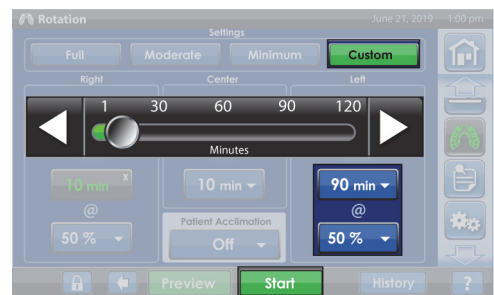 Rotation June 21, 2019 1:00 pm
Settings
Full Moderate Minimum Custom
Right Center Left
1 30 60 90 120
Minutes
10 min x 10 min 90 min
@ @
50 % Patient Acclimation 50 %
Off
Preview Start History ?